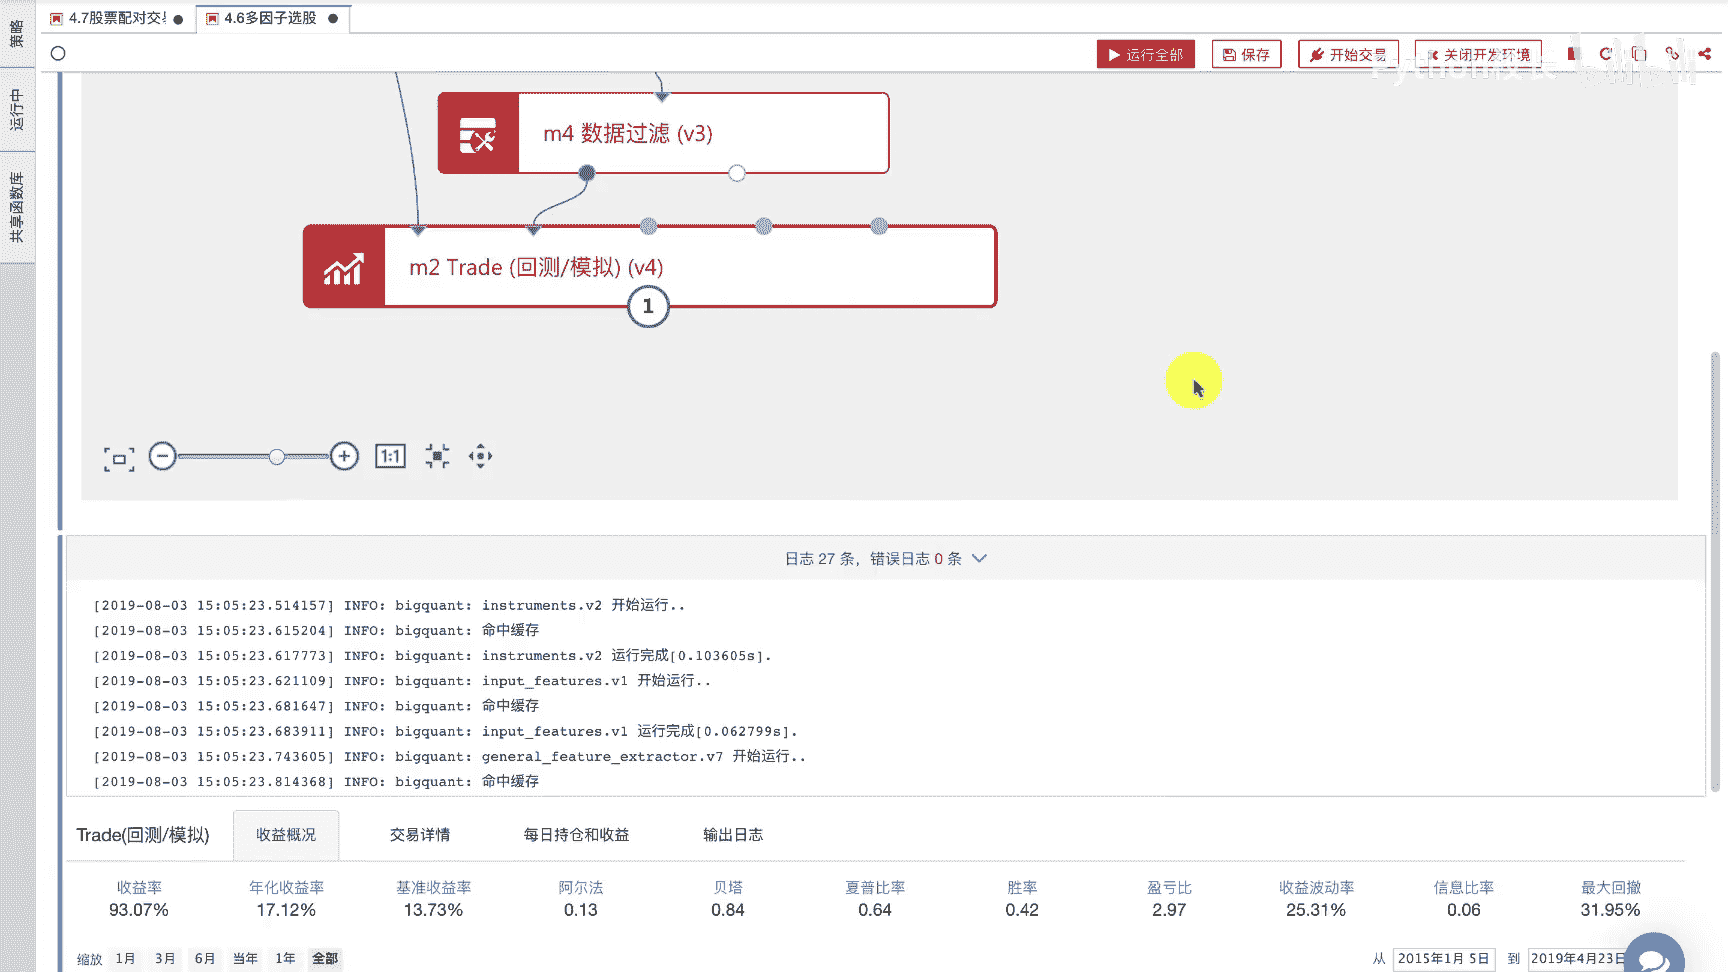 4.7股票配对交易
4.6多因子选股
策略
运行中
共享函数库
运行全部
保存
开始交易
关闭开发环境
m4 数据过滤 (v3)
m2 Trade (回测/模拟) (v4)
1
1:1
日志 27 条，错误日志 0 条
[2019-08-03 15:05:23.514157] INFO: bigquant: instruments.v2 开始运行..
[2019-08-03 15:05:23.615204] INFO: bigquant: 命中缓存
[2019-08-03 15:05:23.617773] INFO: bigquant: instruments.v2 运行完成[0.103605s].
[2019-08-03 15:05:23.621109] INFO: bigquant: input_features.v1 开始运行..
[2019-08-03 15:05:23.681647] INFO: bigquant: 命中缓存
[2019-08-03 15:05:23.683911] INFO: bigquant: input_features.v1 运行完成[0.062799s].
[2019-08-03 15:05:23.743605] INFO: bigquant: general_feature_extractor.v7 开始运行..
[2019-08-03 15:05:23.814368] INFO: bigquant: 命中缓存
Trade(回测/模拟) 收益概况 交易详情 每日持仓和收益 输出日志
收益率 年化收益率 基准收益率 阿尔法 贝塔 夏普比率 胜率 盈亏比 收益波动率 信息比率 最大回撤
93.07% 17.12% 13.73% 0.13 0.84 0.64 0.42 2.97 25.31% 0.06 31.95%
缩放 1月 3月 6月 当年 1年 全部 从 2015年1月 5日 到 2019年4月23日